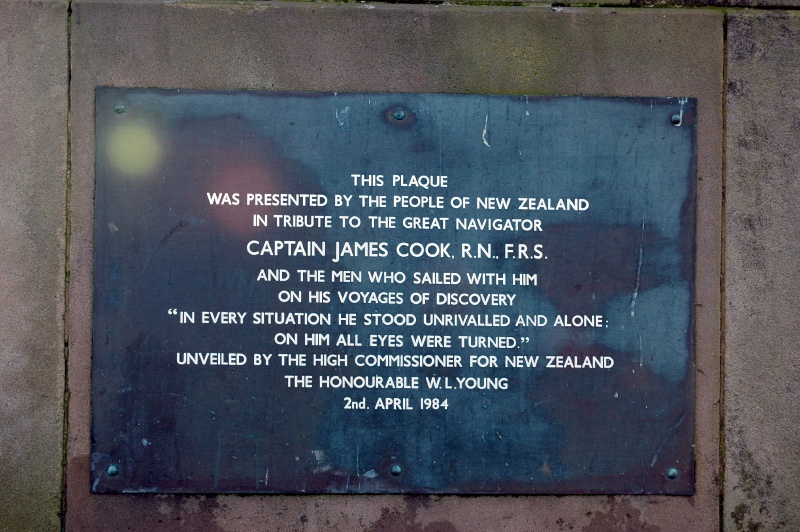 THIS PLAQUE
WAS PRESENTED BY THE PEOPLE OF NEW ZEALAND
IN TRIBUTE TO THE GREAT NAVIGATOR
CAPTAIN JAMES COOK, R.N., F.R.S.
AND THE MEN WHO SAILED WITH HIM
ON HIS VOYAGES OF DISCOVERY
“IN EVERY SITUATION HE STOOD UNRIVALLED AND ALONE;
ON HIM ALL EYES WERE TURNED.”
UNVEILED BY THE HIGH COMMISSIONER FOR NEW ZEALAND
THE HONOURABLE W.L.YOUNG
2nd. APRIL 1984